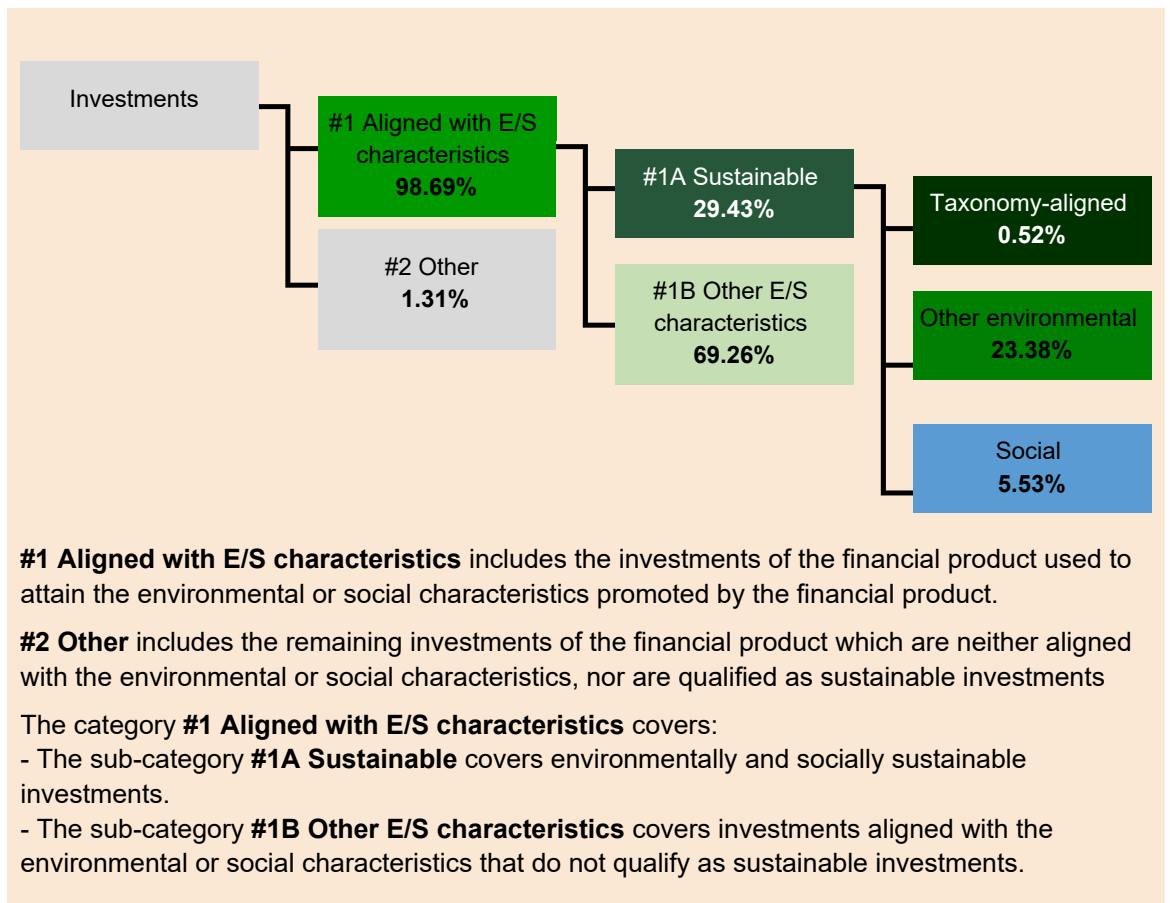 Investments
#1 Aligned with E/S
characteristics
98.69%
#2 Other
1.31%
#1A Sustainable
29.43%
#1B Other E/S
characteristics
69.26%
Taxonomy-aligned
0.52%
Other environmental
23.38%
Social
5.53%
#1 Aligned with E/S characteristics includes the investments of the financial product used to
attain the environmental or social characteristics promoted by the financial product.
#2 Other includes the remaining investments of the financial product which are neither aligned
with the environmental or social characteristics, nor are qualified as sustainable investments
The category #1 Aligned with E/S characteristics covers:
- The sub-category #1A Sustainable covers environmentally and socially sustainable
investments.
- The sub-category #1B Other E/S characteristics covers investments aligned with the
environmental or social characteristics that do not qualify as sustainable investments.